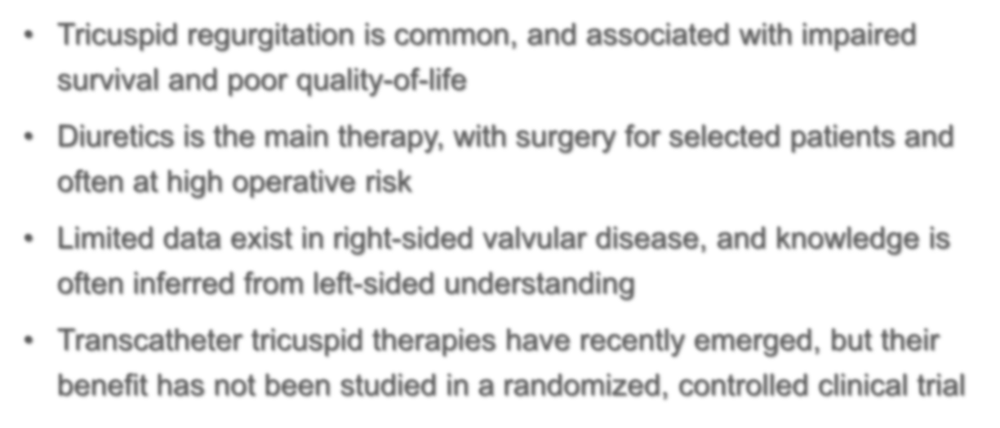 • Tricuspid regurgitation is common, and associated with impaired
survival and poor quality-of-life
• Diuretics is the main therapy, with surgery for selected patients and
often at high operative risk
• Limited data exist in right-sided valvular disease, and knowledge is
often inferred from left-sided understanding
• Transcatheter tricuspid therapies have recently emerged, but their
benefit has not been studied in a randomized, controlled clinical trial